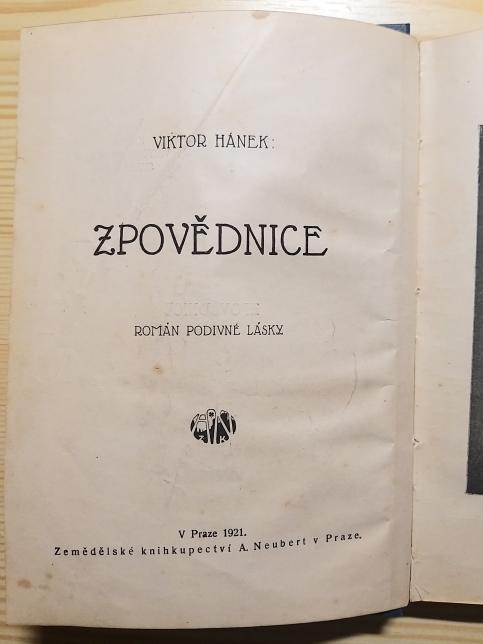 VIKTOR HÁNEK:
ZPOVĚDNICE
ROMÁN PODIVNÉ LÁSKY.
V Praze 1921.
Zemědělské knihkupectví A. Neubert v Praze.